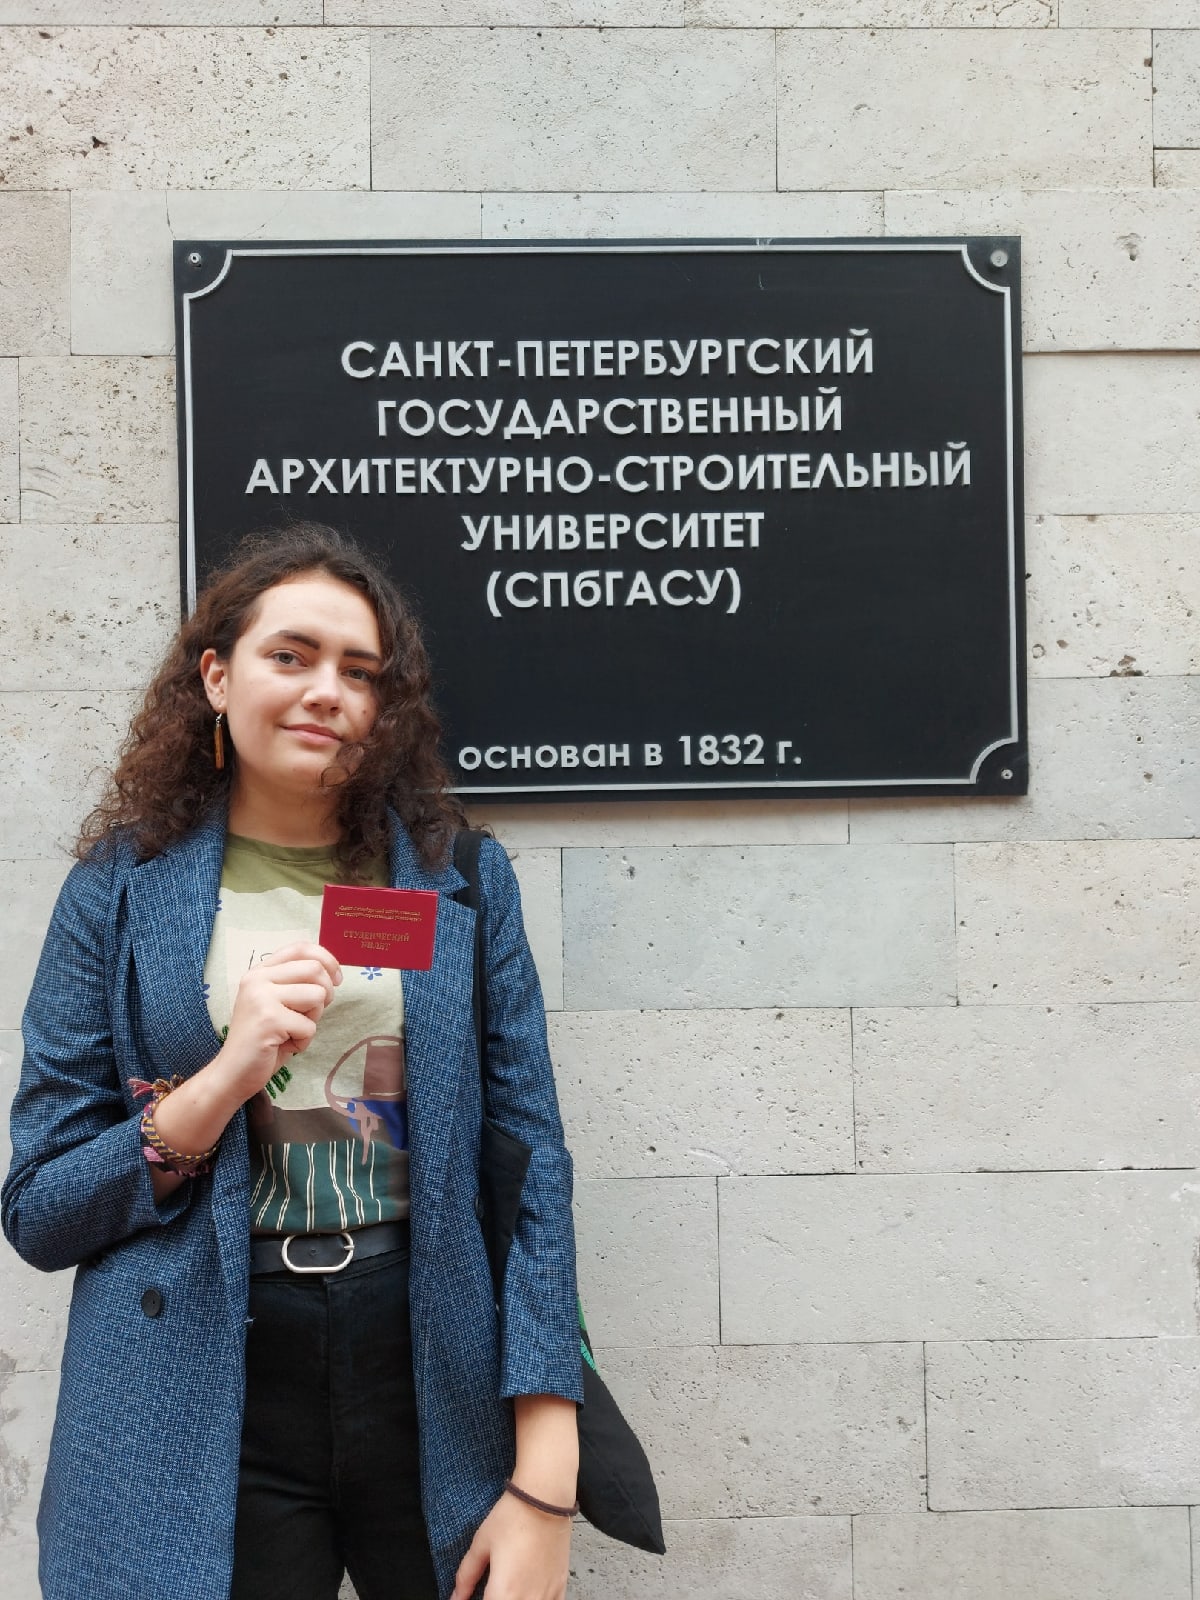 САНКТ-ПЕТЕРБУРГСКИЙ
ГОСУДАРСТВЕННЫЙ
АРХИТЕКТУРНО-СТРОИТЕЛЬНЫЙ
УНИВЕРСИТЕТ
(СПбГАСУ)
основан в 1832 г.
СТУДЕНЧЕСКИЙ
БИЛЕТ